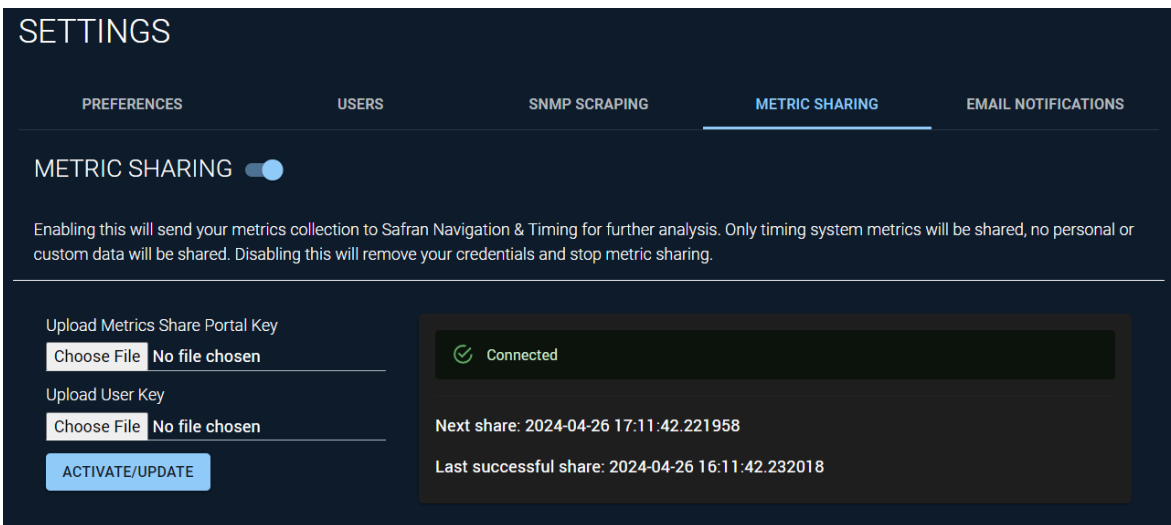 SETTINGS
PREFERENCES USERS SNMP SCRAPING METRIC SHARING EMAIL NOTIFICATIONS
METRIC SHARING
Enabling this will send your metrics collection to Safran Navigation & Timing for further analysis. Only timing system metrics will be shared, no personal or
custom data will be shared. Disabling this will remove your credentials and stop metric sharing.
Upload Metrics Share Portal Key
Choose File No file chosen
Upload User Key
Choose File No file chosen
ACTIVATE/UPDATE
Connected
Next share: 2024-04-26 17:11:42.221958
Last successful share: 2024-04-26 16:11:42.232018